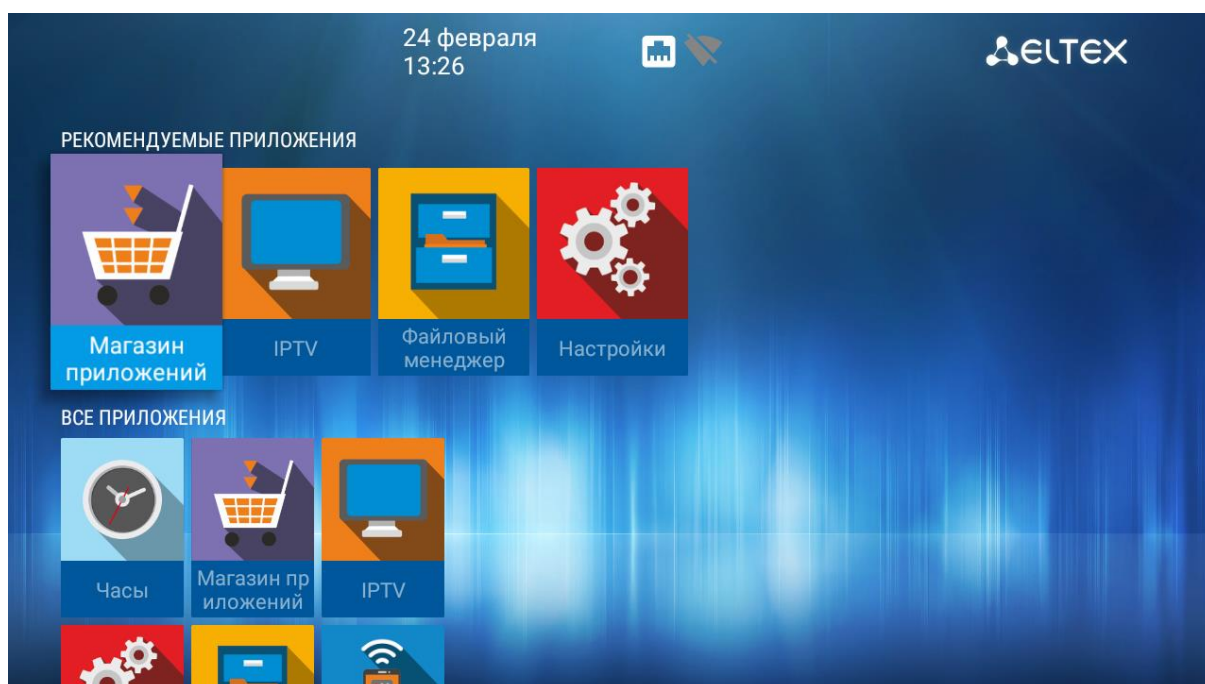 24 февраля
13:26
ELTEX
РЕКОМЕНДУЕМЫЕ ПРИЛОЖЕНИЯ
Магазин
приложений
IPTV
Файловый
менеджер
Настройки
ВСЕ ПРИЛОЖЕНИЯ
Часы
Магазин пр
иложений
IPTV